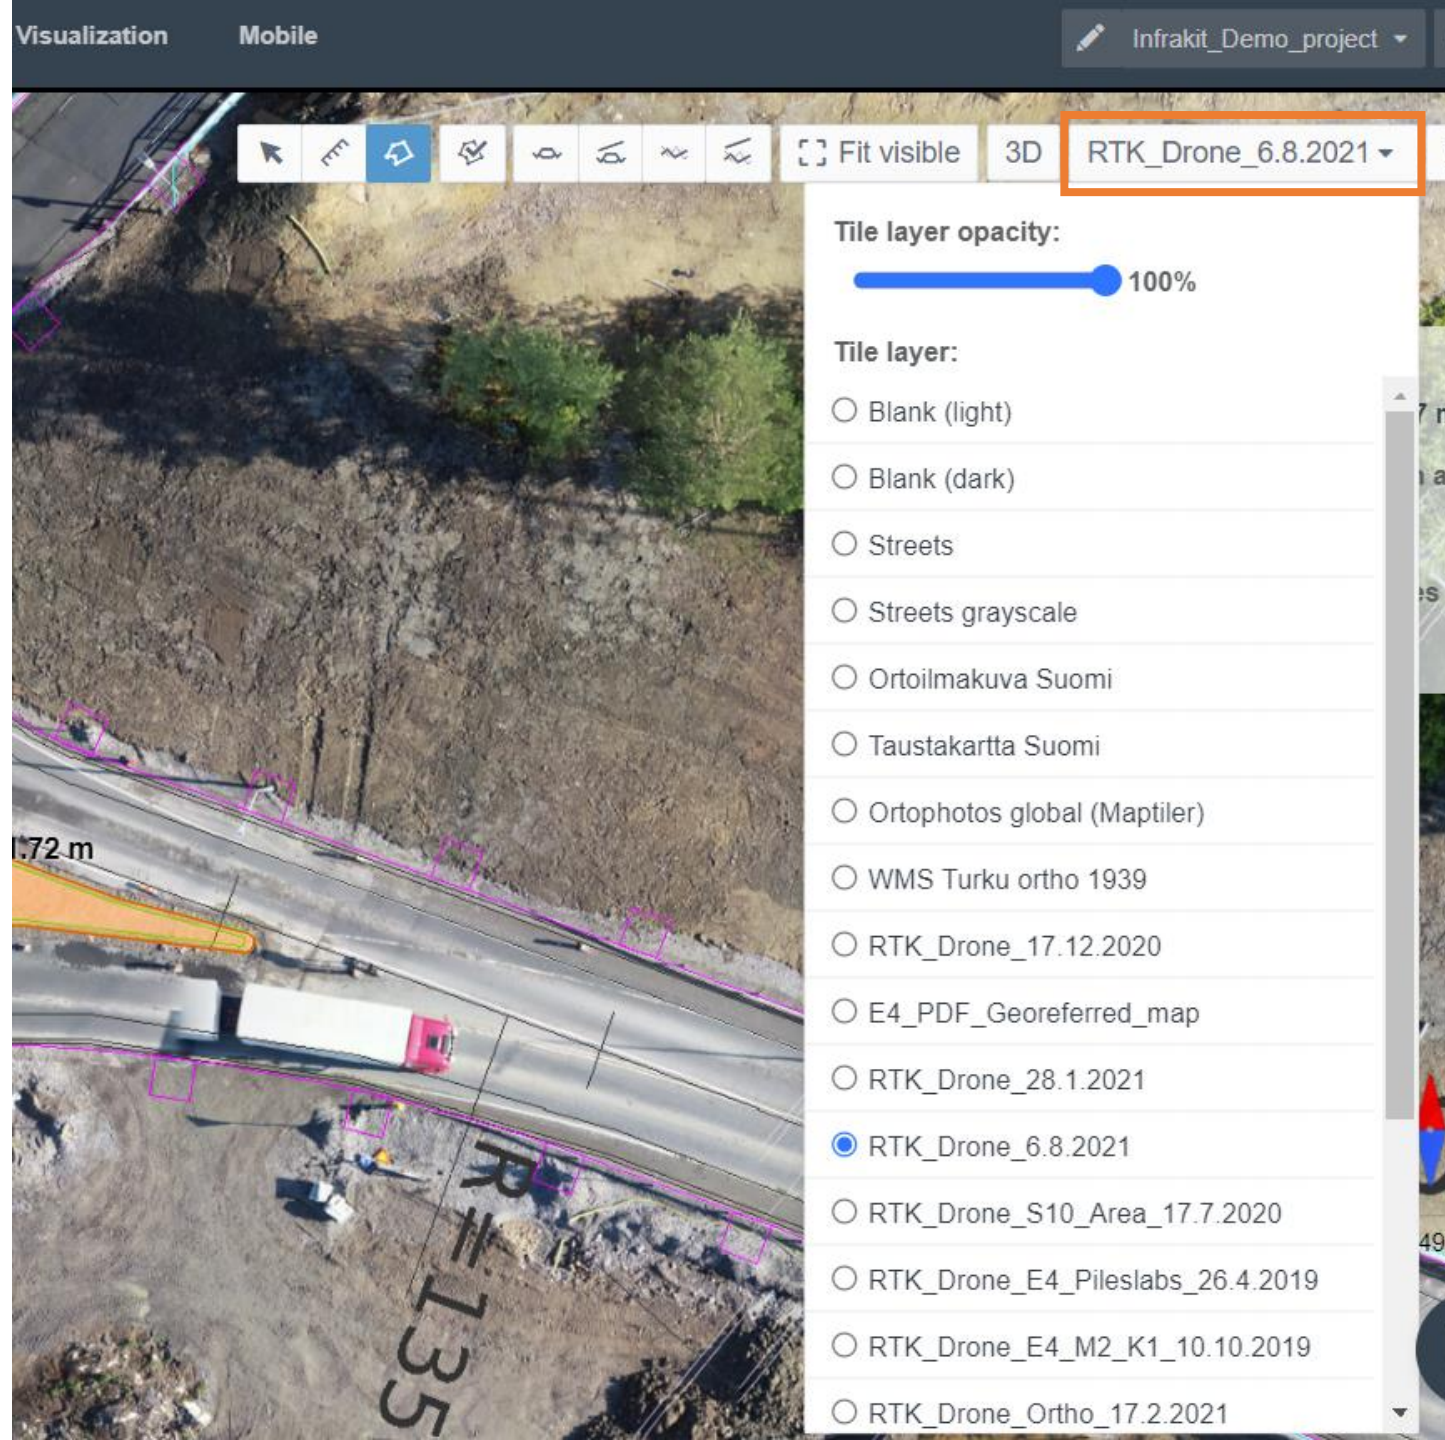 Visualization Mobile Infrakit_Demo_project
Fit visible 3D RTK_Drone_6.8.2021
Tile layer opacity:
100%
Tile layer:
Blank (light)
Blank (dark)
Streets
Streets grayscale
Ortoilmakuva Suomi
Taustakartta Suomi
Ortophotos global (Maptiler)
WMS Turku ortho 1939
RTK_Drone_17.12.2020
E4_PDF_Georeferred_map
RTK_Drone_28.1.2021
RTK_Drone_6.8.2021
RTK_Drone_S10_Area_17.7.2020
RTK_Drone_E4_Pileslabs_26.4.2019
RTK_Drone_E4_M2_K1_10.10.2019
RTK_Drone_Ortho_17.2.2021
.72 m
R=135
49